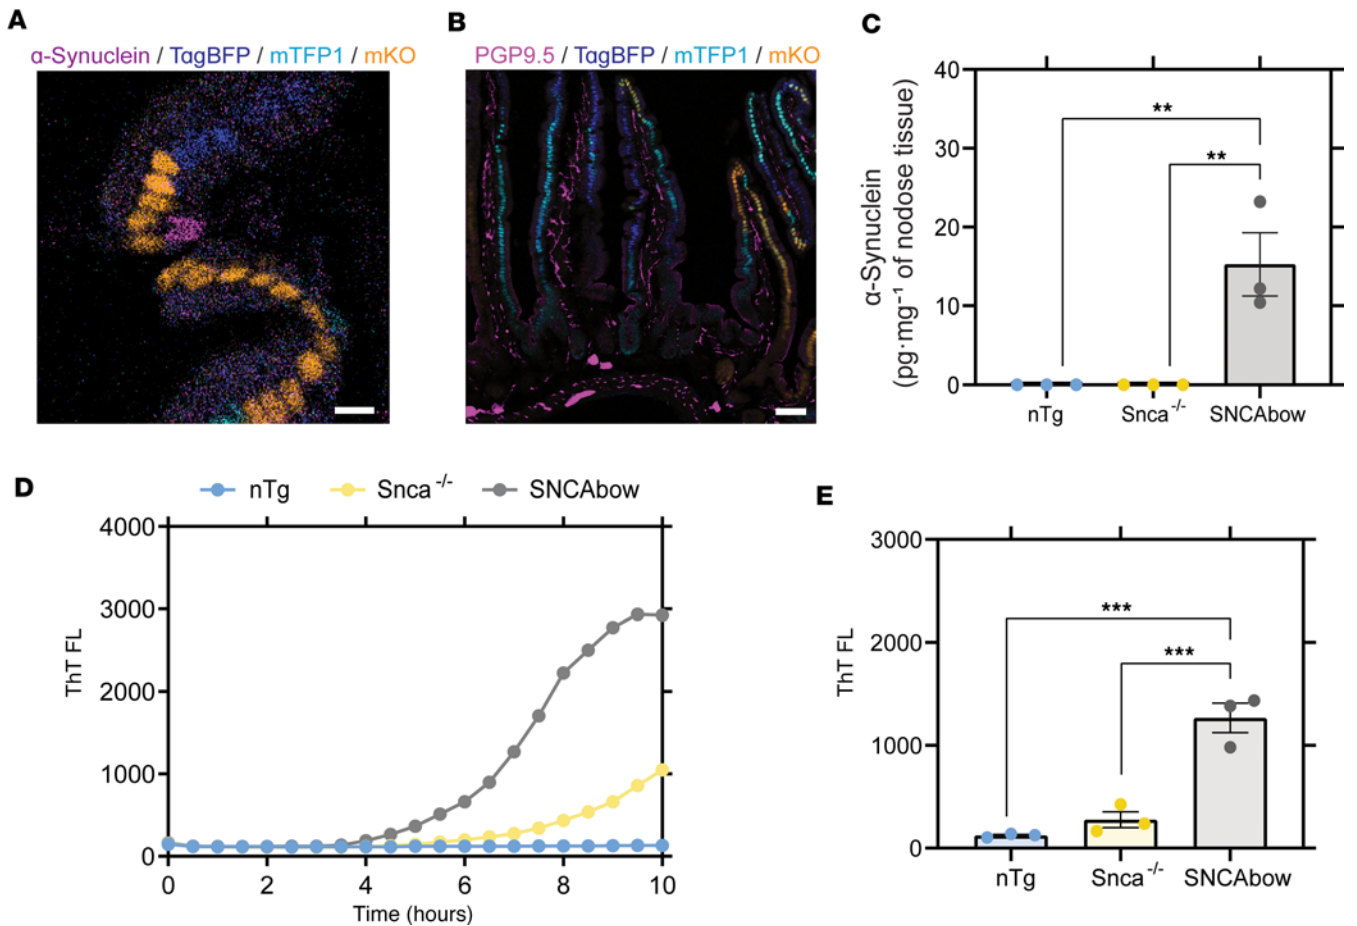 A
α-Synuclein / TagBFP / mTFP1 / mKO
B
PGP9.5 / TagBFP / mTFP1 / mKO
C
40
30
20
10
0
α-Synuclein
(pg·mg⁻¹ of nodose tissue)
**
**
nTg
Snca⁻/⁻
SNCAbow
D
nTg
Snca⁻/⁻
SNCAbow
4000
3000
2000
1000
0
ThT FL
0
2
4
6
8
10
Time (hours)
E
3000
2000
1000
0
ThT FL
***
***
nTg
Snca⁻/⁻
SNCAbow